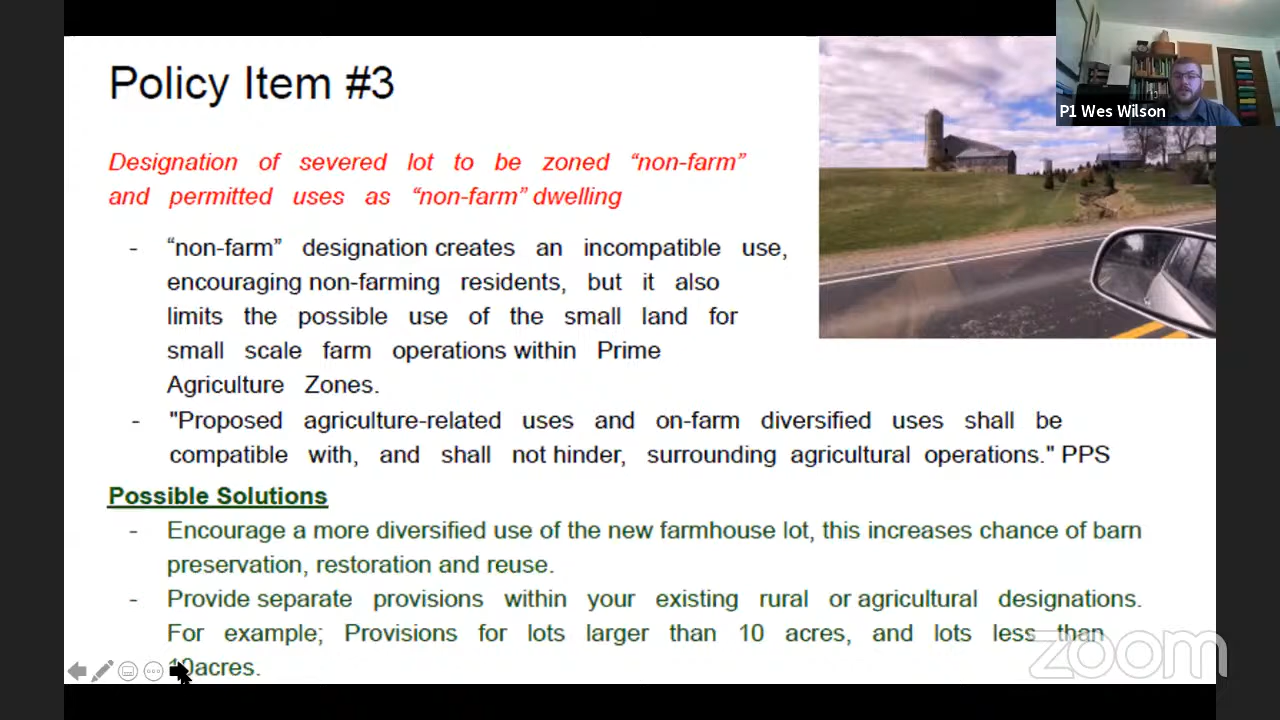 Policy Item #3
P1 Wes Wilson
Designation of severed lot to be zoned “non-farm”
and permitted uses as “non-farm” dwelling
- “non-farm” designation creates an incompatible use,
encouraging non-farming residents, but it also
limits the possible use of the small land for
small scale farm operations within Prime
Agriculture Zones.
- "Proposed agriculture-related uses and on-farm diversified uses shall be
compatible with, and shall not hinder, surrounding agricultural operations." PPS
Possible Solutions
- Encourage a more diversified use of the new farmhouse lot, this increases chance of barn
preservation, restoration and reuse.
- Provide separate provisions within your existing rural or agricultural designations.
For example; Provisions for lots larger than 10 acres, and lots less than
10acres.
zoom